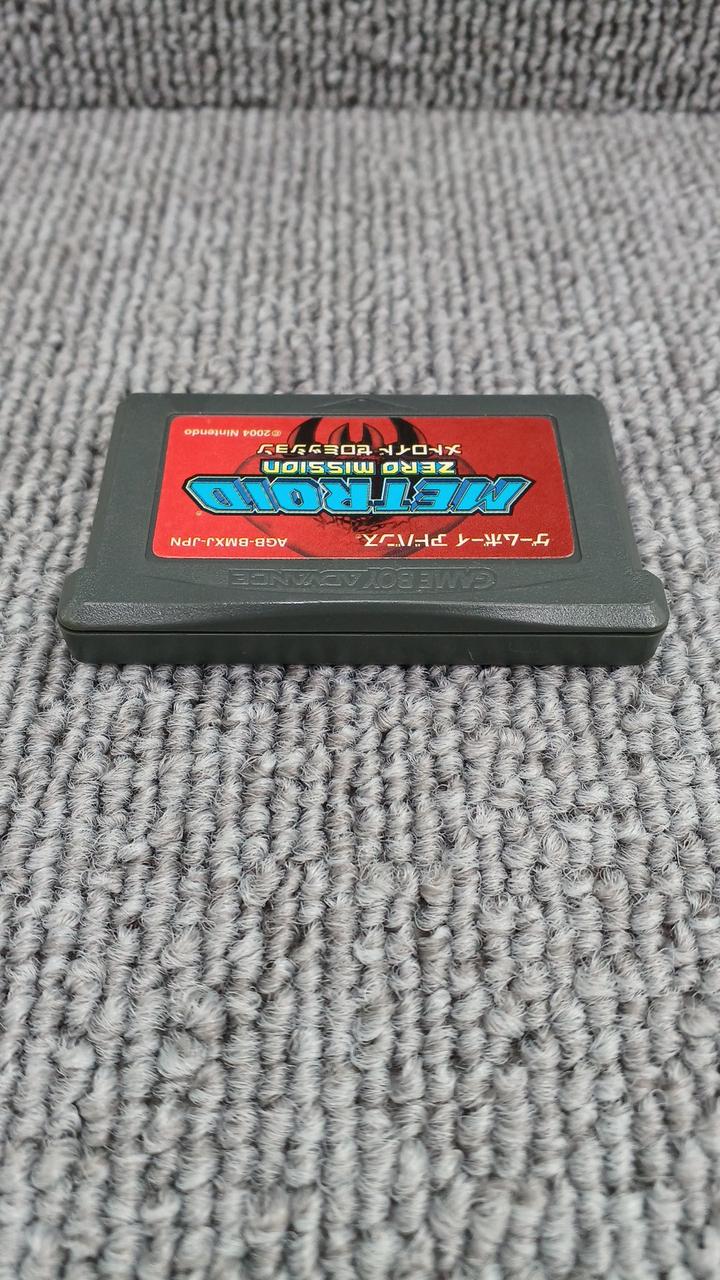 GAME BOY ADVANCE
ゲームボーイ アドバンス AGB-BMXJ-JPN
METROID
ZERO MISSION
メトロイド ゼロミッション
©2004 Nintendo